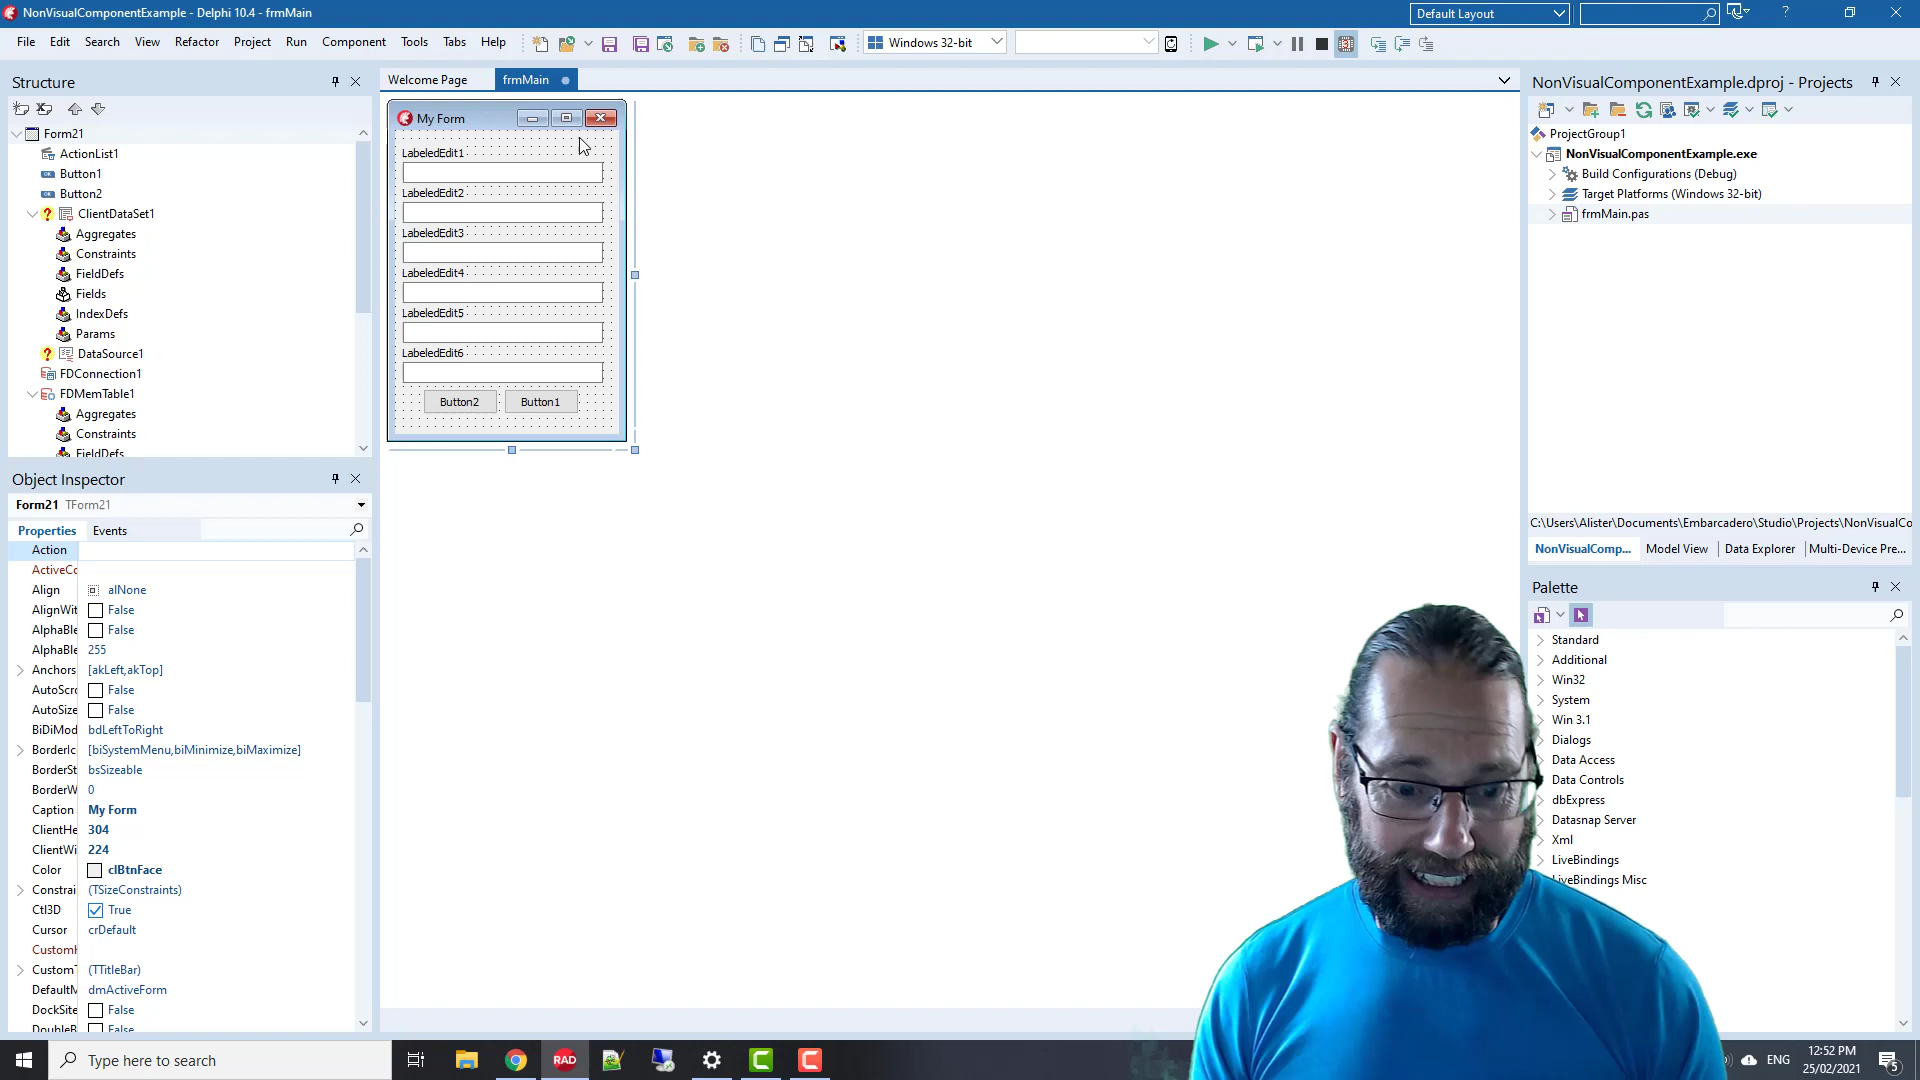 NonVisualComponentExample - Delphi 10.4 - frmMain
Default Layout
?
File Edit Search View Refactor Project Run Component Tools Tabs Help
Windows 32-bit
Structure
Form21
ActionList1
Button1
Button2
? ClientDataSet1
Aggregates
Constraints
FieldDefs
Fields
IndexDefs
Params
? DataSource1
FDConnection1
FDMemTable1
Aggregates
Constraints
FieldDefs
Object Inspector
Form21 TForm21
Properties Events
Action
ActiveCo
Align alNone
AlignWit False
AlphaBle False
AlphaBle 255
Anchors [akLeft,akTop]
AutoScro False
AutoSize False
BiDiMod bdLeftToRight
BorderIc [biSystemMenu,biMinimize,biMaximize]
BorderSt bsSizeable
BorderW 0
Caption My Form
ClientHe 304
ClientWi 224
Color clBtnFace
Constrai (TSizeConstraints)
Ctl3D True
Cursor crDefault
CustomH
CustomT (TTitleBar)
DefaultM dmActiveForm
DockSite False
DoubleB False
Welcome Page frmMain
My Form
LabeledEdit1
LabeledEdit2
LabeledEdit3
LabeledEdit4
LabeledEdit5
LabeledEdit6
Button2 Button1
NonVisualComponentExample.dproj - Projects
ProjectGroup1
NonVisualComponentExample.exe
Build Configurations (Debug)
Target Platforms (Windows 32-bit)
frmMain.pas
C:\Users\Alister\Documents\Embarcadero\Studio\Projects\NonVisualCo
NonVisualComp... Model View Data Explorer Multi-Device Pre...
Palette
Standard
Additional
Win32
System
Win 3.1
Dialogs
Data Access
Data Controls
dbExpress
Datasnap Server
Xml
LiveBindings
LiveBindings Misc
Type here to search
RAD
ENG
12:52 PM
25/02/2021
5